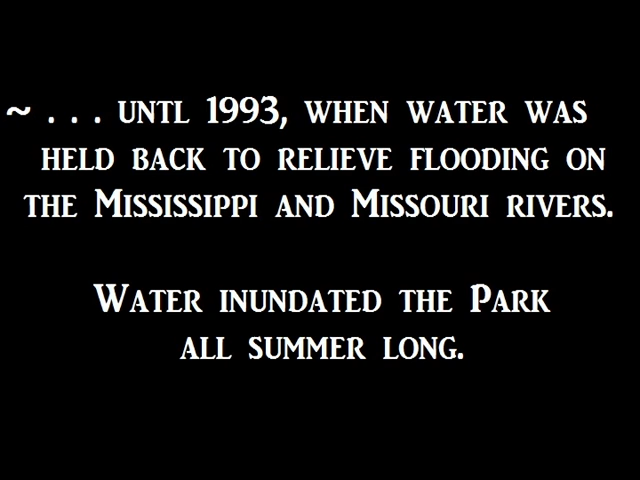 ~ . . . untl 1993, when water was
held back to relieve flooding on
the Mississippi and Missouri rivers.
Water inundated the Park
all summer long.